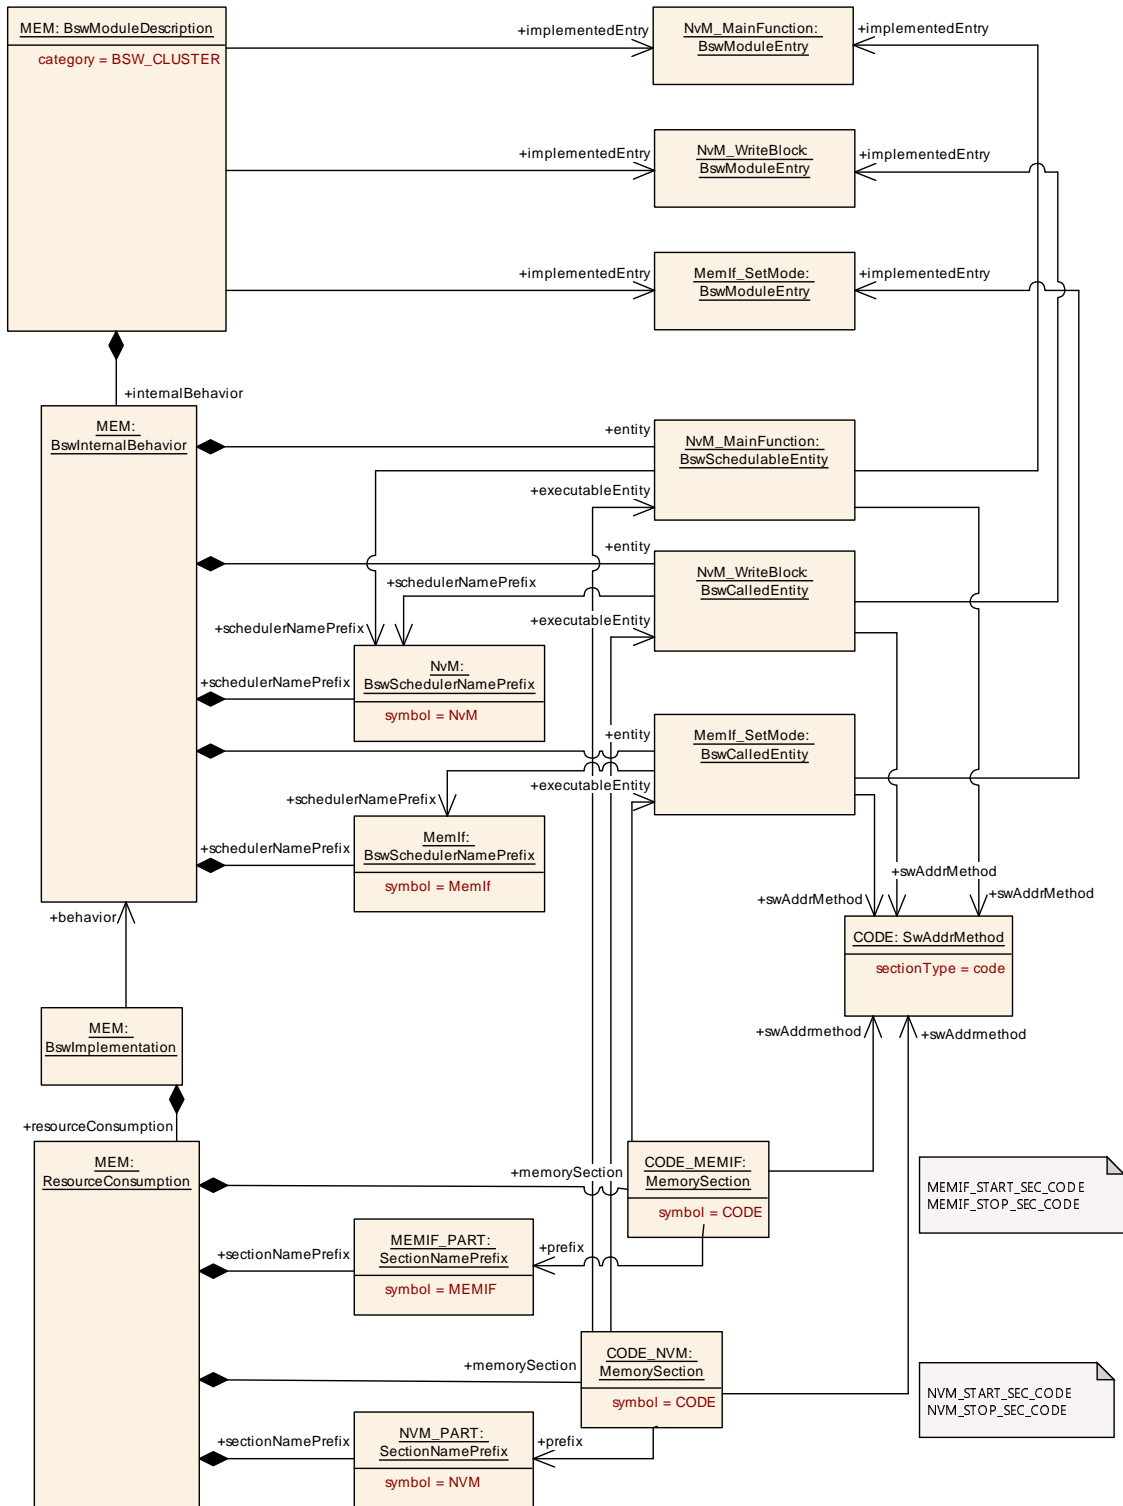 MEM: BswModuleDescription
category = BSW_CLUSTER
+implementedEntry
NvM_MainFunction:
BswModuleEntry
+implementedEntry
+implementedEntry
NvM_WriteBlock:
BswModuleEntry
+implementedEntry
+implementedEntry
MemIf_SetMode:
BswModuleEntry
+implementedEntry
+internalBehavior
MEM:
BswInternalBehavior
+entity
NvM_MainFunction:
BswSchedulableEntity
+executableEntity
+entity
NvM_WriteBlock:
BswCalledEntity
+schedulerNamePrefix
+executableEntity
+schedulerNamePrefix
NvM:
BswSchedulerNamePrefix
symbol = NvM
+schedulerNamePrefix
+entity
MemIf_SetMode:
BswCalledEntity
+executableEntity
+schedulerNamePrefix
MemIf:
BswSchedulerNamePrefix
symbol = MemIf
+schedulerNamePrefix
+swAddrMethod
+swAddrMethod
+swAddrMethod
+behavior
CODE: SwAddrMethod
sectionType = code
MEM:
BswImplementation
+swAddrmethod
+swAddrmethod
+resourceConsumption
MEM:
ResourceConsumption
+memorySection
CODE_MEMIF:
MemorySection
symbol = CODE
MEMIF_START_SEC_CODE
MEMIF_STOP_SEC_CODE
+sectionNamePrefix
MEMIF_PART:
SectionNamePrefix
symbol = MEMIF
+prefix
+memorySection
CODE_NVM:
MemorySection
symbol = CODE
NVM_START_SEC_CODE
NVM_STOP_SEC_CODE
+sectionNamePrefix
NVM_PART:
SectionNamePrefix
symbol = NVM
+prefix